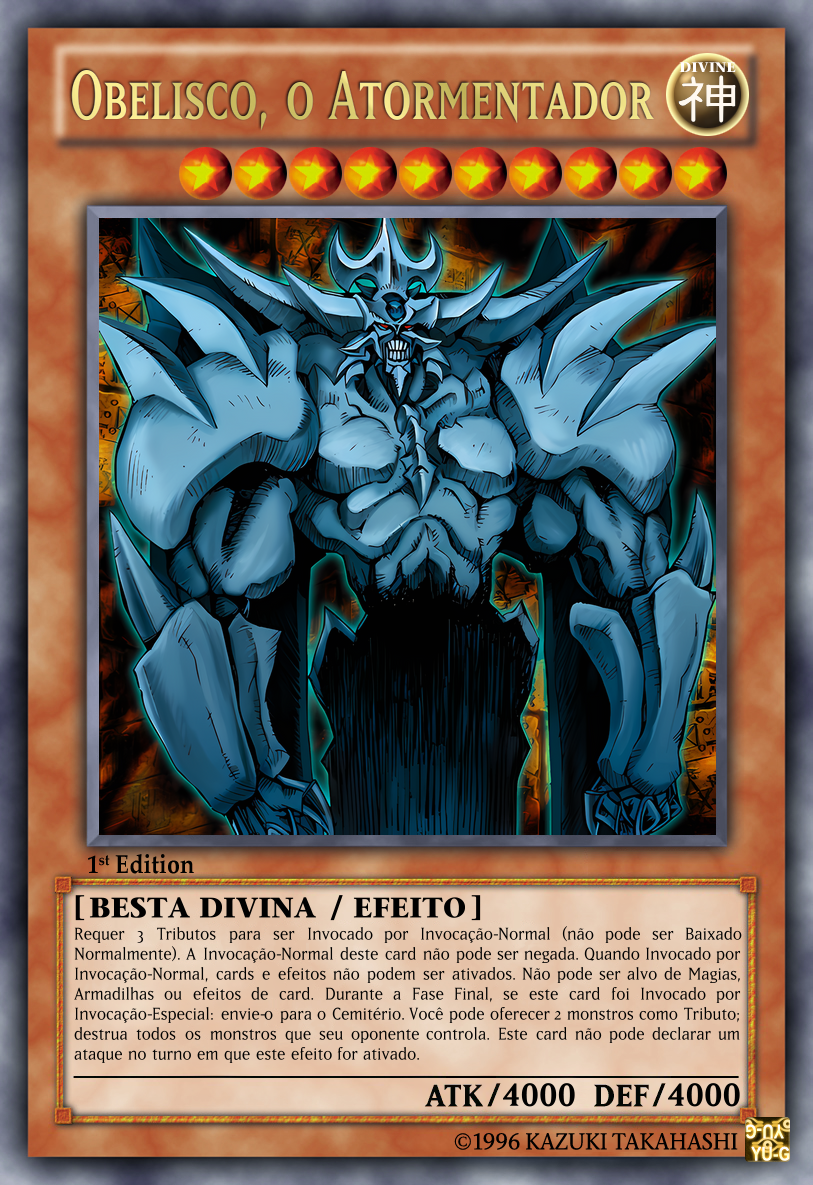 Obelisco, o Atormentador
DIVINE
神
1st Edition
[ BESTA DIVINA / EFEITO ]
Requer 3 Tributos para ser Invocado por Invocação-Normal (não pode ser Baixado
Normalmente). A Invocação-Normal deste card não pode ser negada. Quando Invocado por
Invocação-Normal, cards e efeitos não podem ser ativados. Não pode ser alvo de Magias,
Armadilhas ou efeitos de card. Durante a Fase Final, se este card foi Invocado por
Invocação-Especial: envie-o para o Cemitério. Você pode oferecer 2 monstros como Tributo;
destrua todos os monstros que seu oponente controla. Este card não pode declarar um
ataque no turno em que este efeito for ativado.
ATK/4000 DEF/4000
©1996 KAZUKI TAKAHASHI